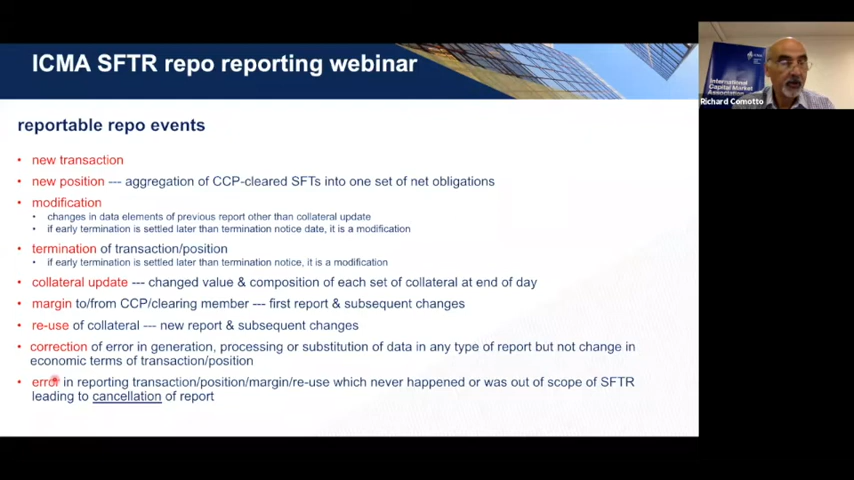 ICMA SFTR repo reporting webinar
reportable repo events
• new transaction
• new position --- aggregation of CCP-cleared SFTs into one set of net obligations
• modification
• changes in data elements of previous report other than collateral update
• if early termination is settled later than termination notice date, it is a modification
• termination of transaction/position
• if early termination is settled later than termination notice, it is a modification
• collateral update --- changed value & composition of each set of collateral at end of day
• margin to/from CCP/clearing member --- first report & subsequent changes
• re-use of collateral --- new report & subsequent changes
• correction of error in generation, processing or substitution of data in any type of report but not change in
economic terms of transaction/position
• error in reporting transaction/position/margin/re-use which never happened or was out of scope of SFTR
leading to cancellation of report
International
Capital Market
Association
Richard Comotto